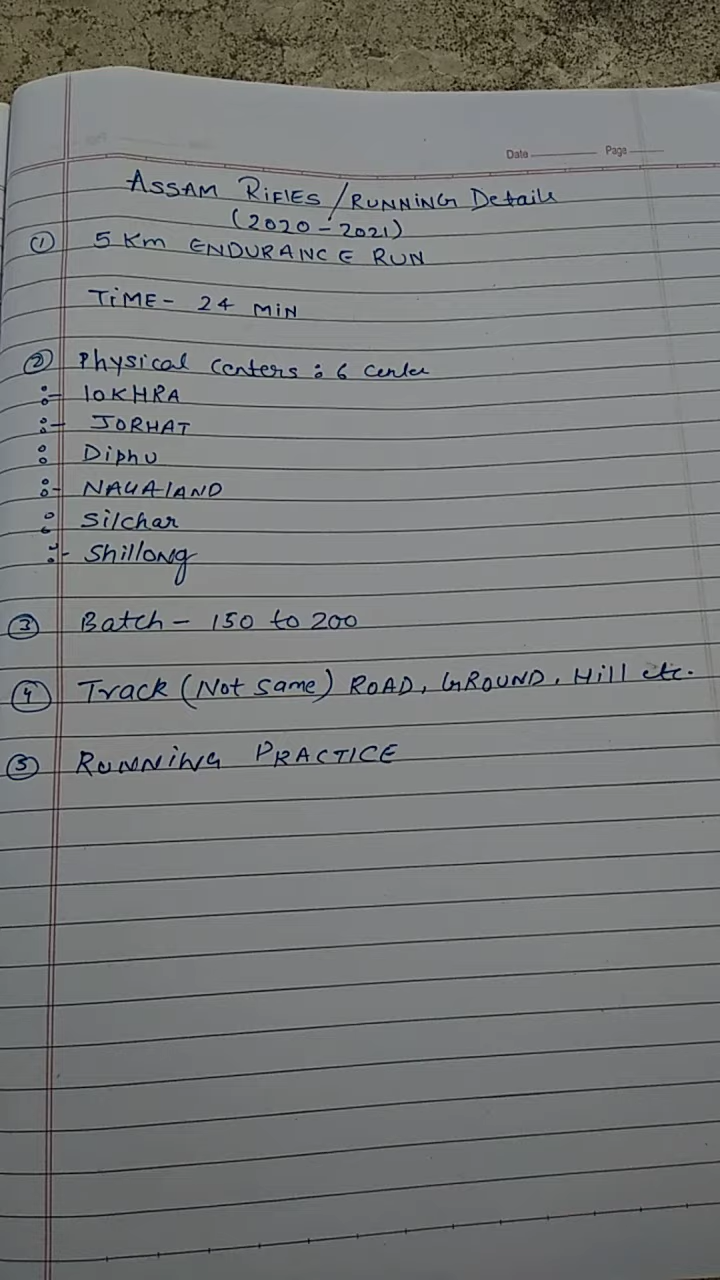 Date Page
ASSAM RIFLES / RUNNING Details
(2020-2021)
① 5 Km ENDURANCE RUN
TiME - 24 MiN
② Physical Centers : 6 Center
:- LOKHRA
:- JORHAT
: Diphu
:- NAGALAND
: Silchar
:- Shillong
③ Batch - 150 to 200
④ Track (Not Same) ROAD, GROUND, Hill etc.
⑤ RUNNiNG PRACTICE